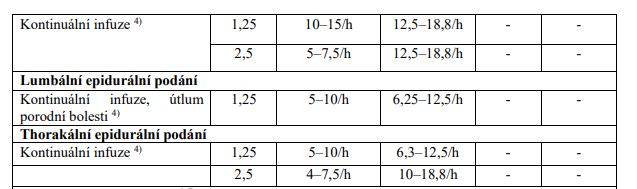 Kontinuální infuze 4) 1,25 10–15/h 12,5–18,8/h - -
2,5 5–7,5/h 12,5–18,8/h - -
Lumbální epidurální podání
Kontinuální infuze, útlum 1,25 5–10/h 6,25–12,5/h - -
porodní bolesti 4)
Thorakální epidurální podání
Kontinuální infuze 4) 1,25 5–10/h 6,3–12,5/h - -
2,5 4–7,5/h 10–18,8/h - -